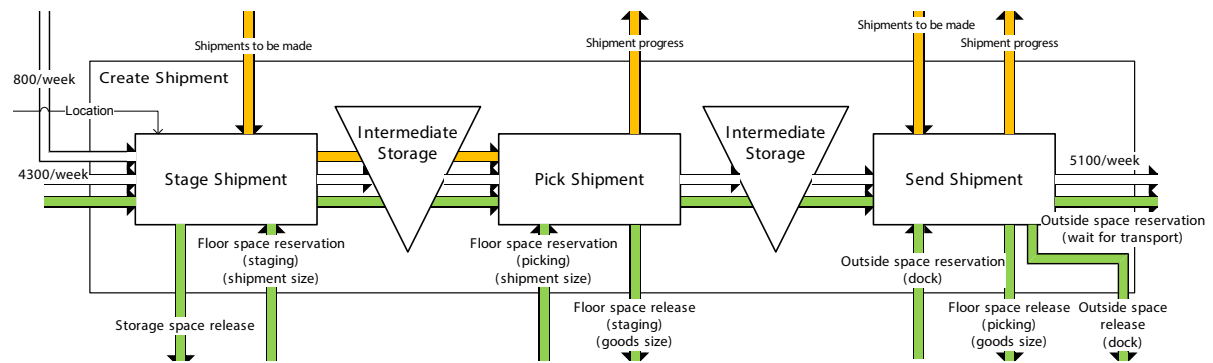 Shipments to be made
Shipment progress
Shipments to be made
Shipment progress
800/week
Create Shipment
Location
Intermediate
Storage
Intermediate
Storage
4300/week
Stage Shipment
Pick Shipment
Send Shipment
5100/week
Outside space reservation
(wait for transport)
Floor space reservation
(staging)
(shipment size)
Floor space reservation
(picking)
(shipment size)
Outside space reservation
(dock)
Storage space release
Floor space release
(staging)
(goods size)
Floor space release
(picking)
(goods size)
Outside space
release
(dock)